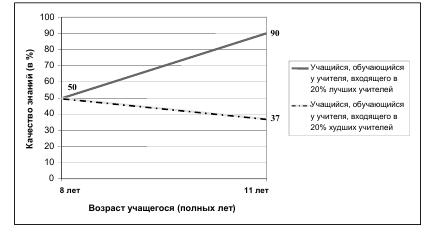 100
90
80
70
60
50
40
30
20
10
0
Качество знаний (в %)
50
90
37
8 лет
11 лет
Возраст учащегося (полных лет)
Учащийся, обучающийся
у учителя, входящего в
20% лучших учителей
Учащийся, обучающийся
у учителя, входящего в
20% худших учителей